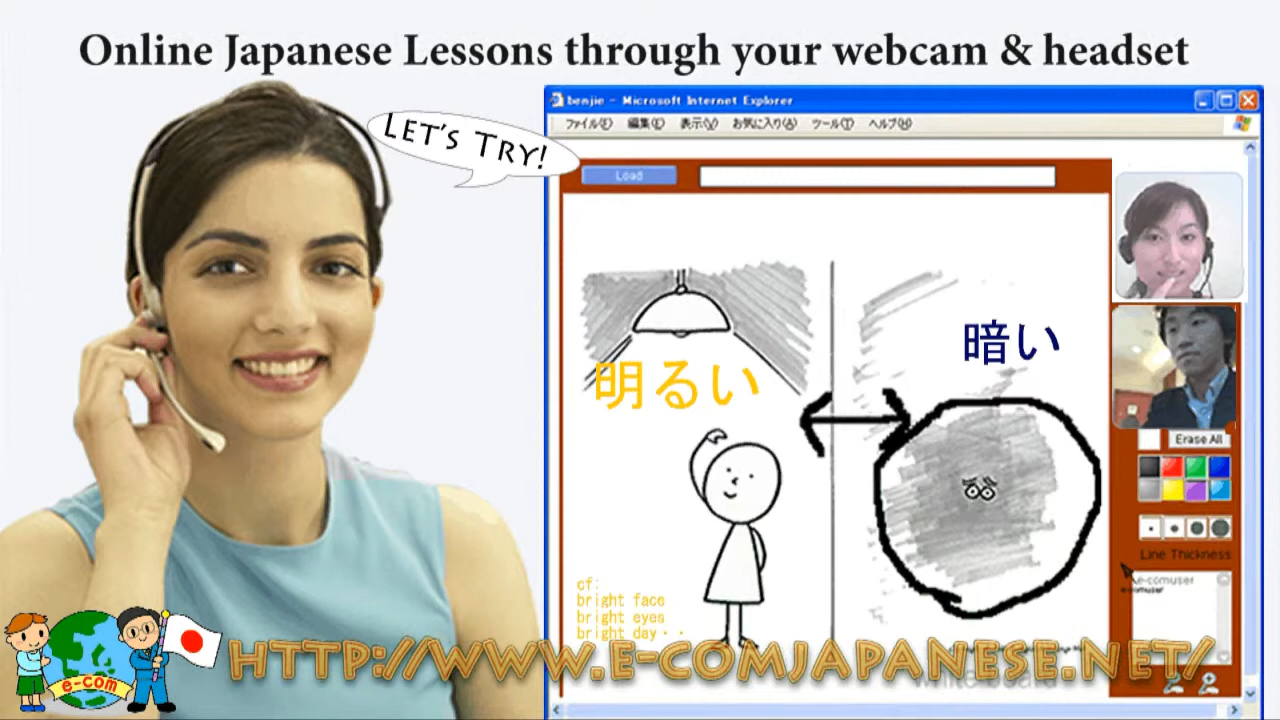 Online Japanese Lessons through your webcam & headset
LET'S TRY!
benjie - Microsoft Internet Explorer
ファイル(F) 編集(E) 表示(V) お気に入り(A) ツール(T) ヘルプ(H)
Load
明るい
暗い
Erase All
Line Thickness
e-comuser
e-comuser
cf:
bright face
bright eyes
bright day・・
e-com
HTTP://WWW.E-COMJAPANESE.NET/